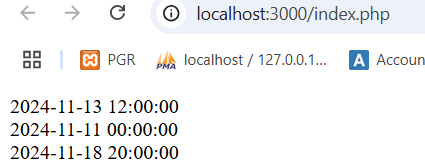 localhost:3000/index.php
PGR
PMA
localhost / 127.0.0.1...
A
Accoun
2024-11-13 12:00:00
2024-11-11 00:00:00
2024-11-18 20:00:00